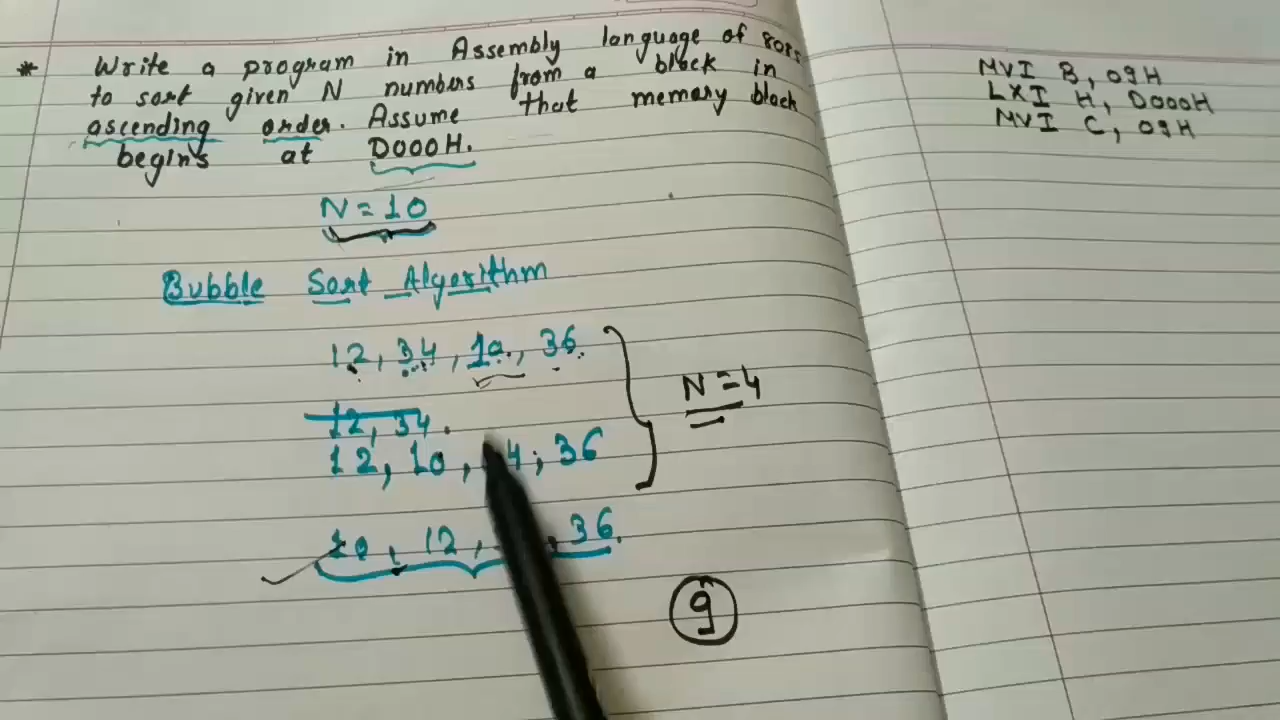 * Write a program in Assembly language of 8085
to sort given N numbers from a block in
ascending order. Assume that memory block
begins at D000H.
N = 10
Bubble Sort Algorithm
12, 34, 10, 36
12, 34.
12, 10, 4, 36
10, 12, , 36.
N = 4
9
MVI B, 09H
LXI H, D000H
MVI C, 09H